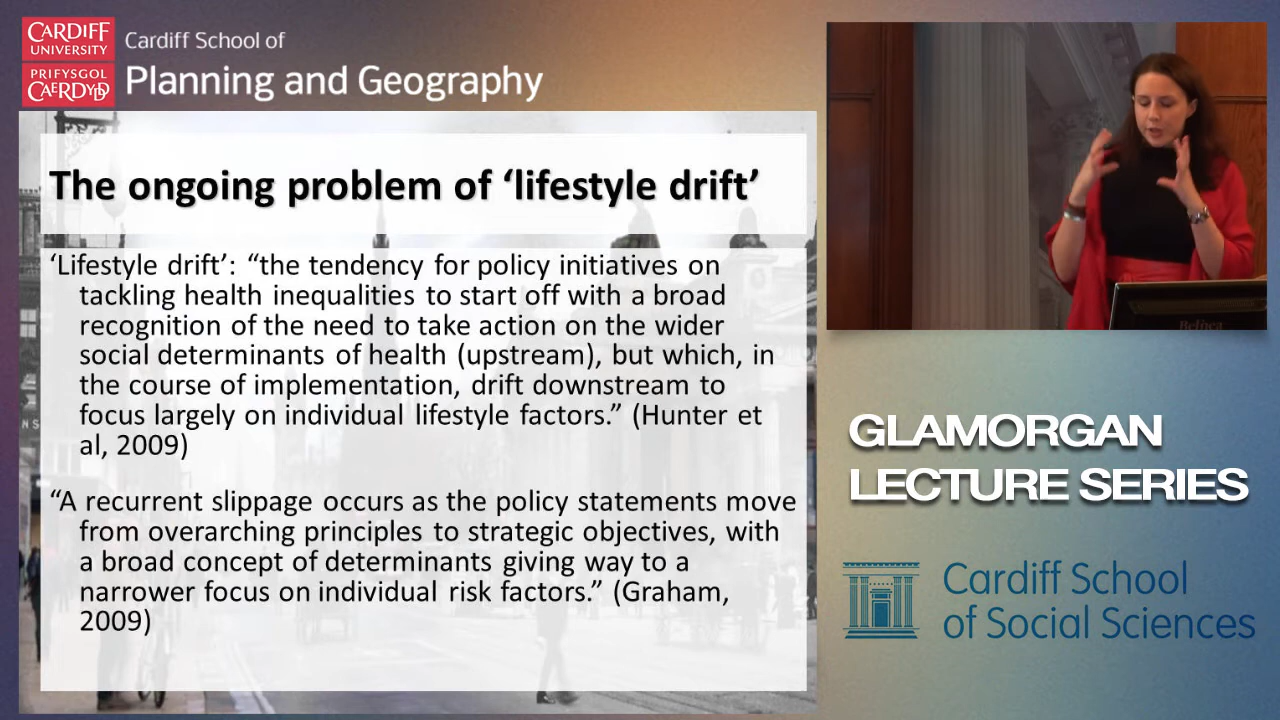 CARDIFF
UNIVERSITY
PRIFYSGOL
CAERDYDD
Cardiff School of
Planning and Geography
The ongoing problem of ‘lifestyle drift’
‘Lifestyle drift’: “the tendency for policy initiatives on
tackling health inequalities to start off with a broad
recognition of the need to take action on the wider
social determinants of health (upstream), but which, in
the course of implementation, drift downstream to
focus largely on individual lifestyle factors.” (Hunter et
al, 2009)
“A recurrent slippage occurs as the policy statements move
from overarching principles to strategic objectives, with
a broad concept of determinants giving way to a
narrower focus on individual risk factors.” (Graham,
2009)
GLAMORGAN
LECTURE SERIES
Cardiff School
of Social Sciences